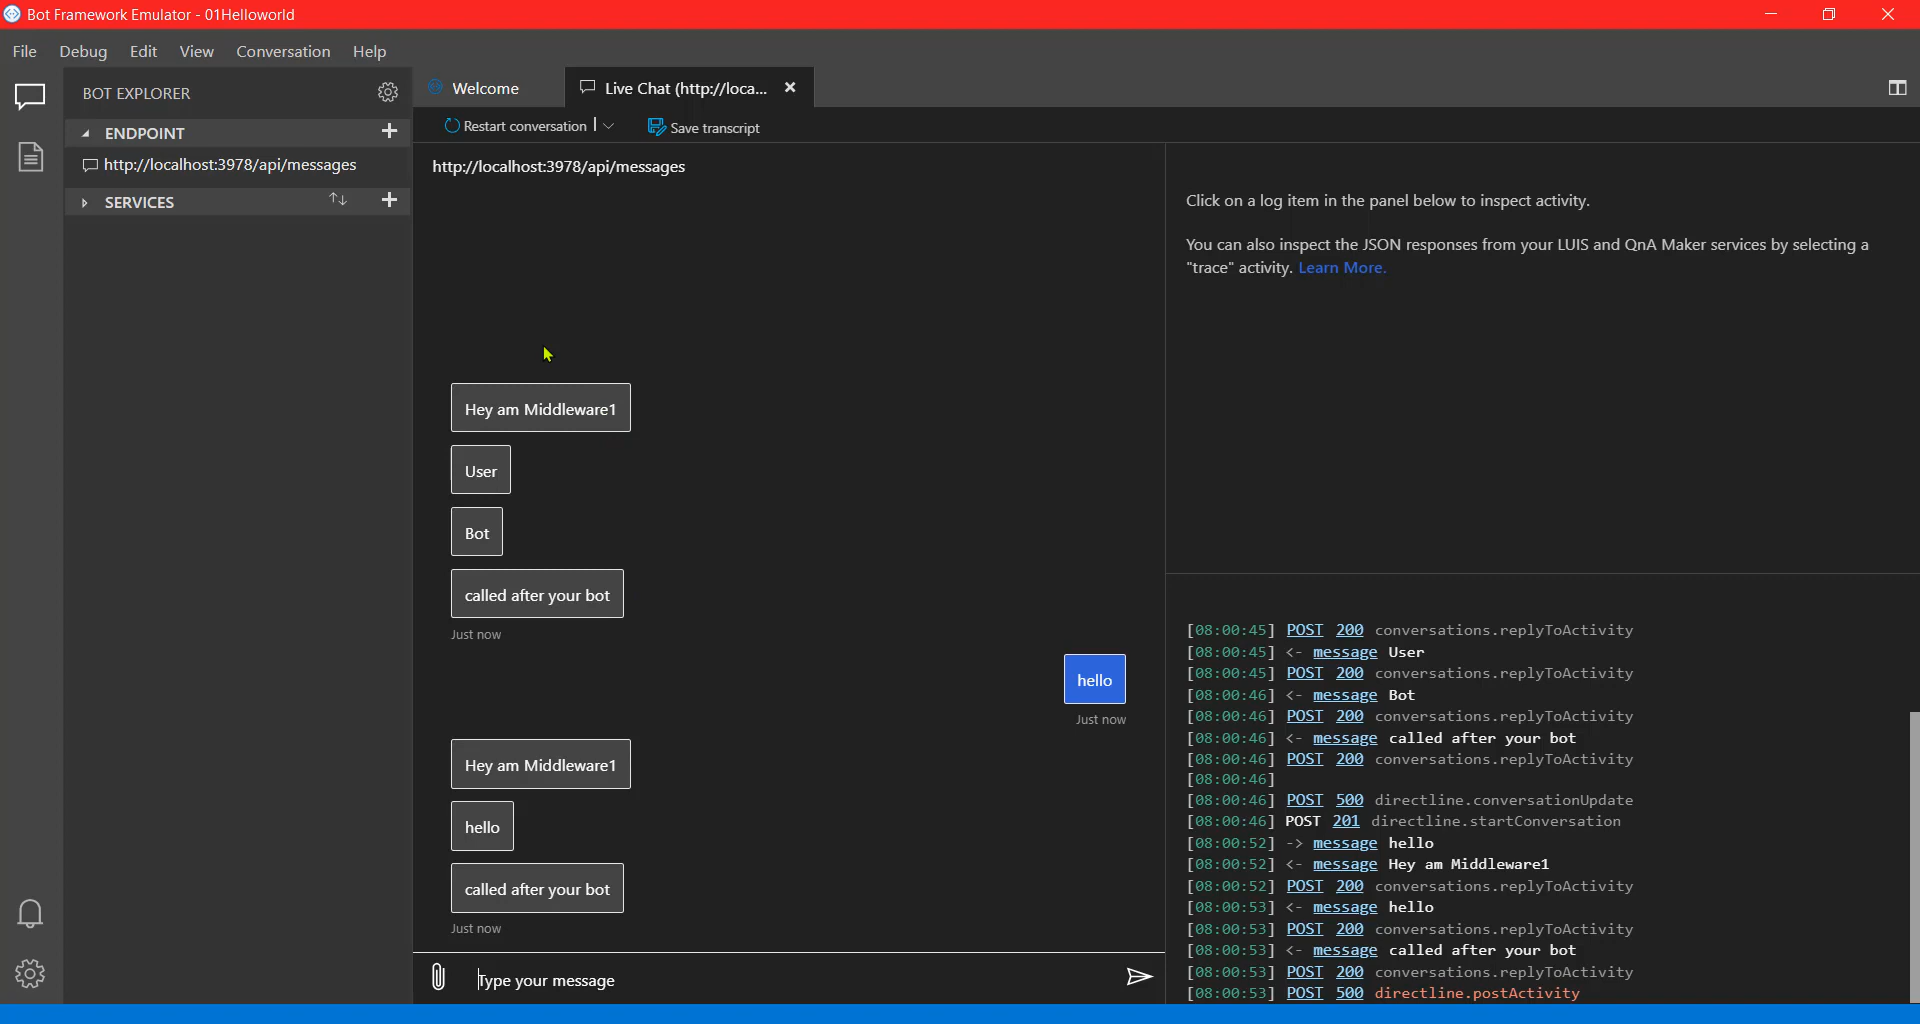 Bot Framework Emulator - 01Helloworld
File Debug Edit View Conversation Help
BOT EXPLORER
ENDPOINT
http://localhost:3978/api/messages
SERVICES
Welcome
Live Chat (http://loca...
Restart conversation
Save transcript
http://localhost:3978/api/messages
Hey am Middleware1
User
Bot
called after your bot
Just now
hello
Just now
Hey am Middleware1
hello
called after your bot
Just now
Type your message
Click on a log item in the panel below to inspect activity.
You can also inspect the JSON responses from your LUIS and QnA Maker services by selecting a
"trace" activity. Learn More.
[08:00:45] POST 200 conversations.replyToActivity
[08:00:45] <- message User
[08:00:45] POST 200 conversations.replyToActivity
[08:00:46] <- message Bot
[08:00:46] POST 200 conversations.replyToActivity
[08:00:46] <- message called after your bot
[08:00:46] POST 200 conversations.replyToActivity
[08:00:46]
[08:00:46] POST 500 directline.conversationUpdate
[08:00:46] POST 201 directline.startConversation
[08:00:52] -> message hello
[08:00:52] <- message Hey am Middleware1
[08:00:52] POST 200 conversations.replyToActivity
[08:00:53] <- message hello
[08:00:53] POST 200 conversations.replyToActivity
[08:00:53] <- message called after your bot
[08:00:53] POST 200 conversations.replyToActivity
[08:00:53] POST 500 directline.postActivity